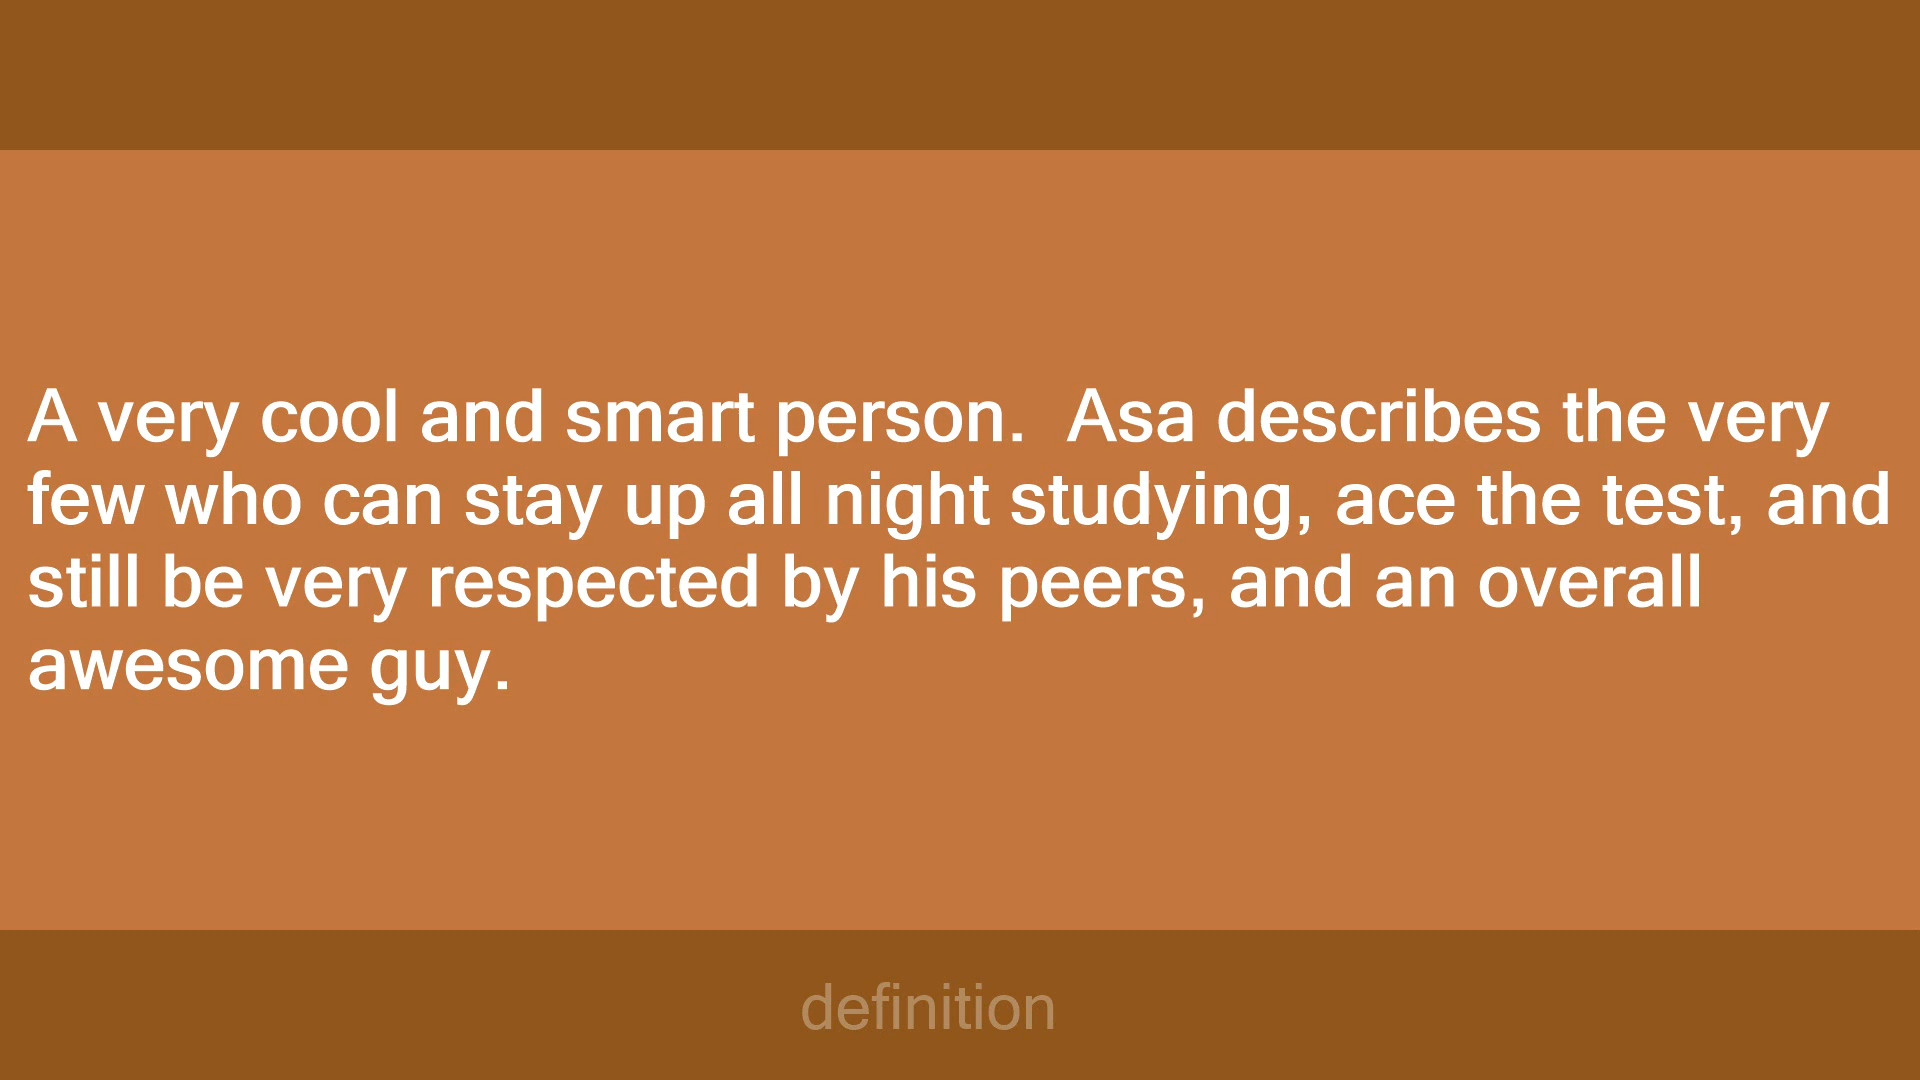 A very cool and smart person.  Asa describes the very
few who can stay up all night studying, ace the test, and
still be very respected by his peers, and an overall
awesome guy.
definition